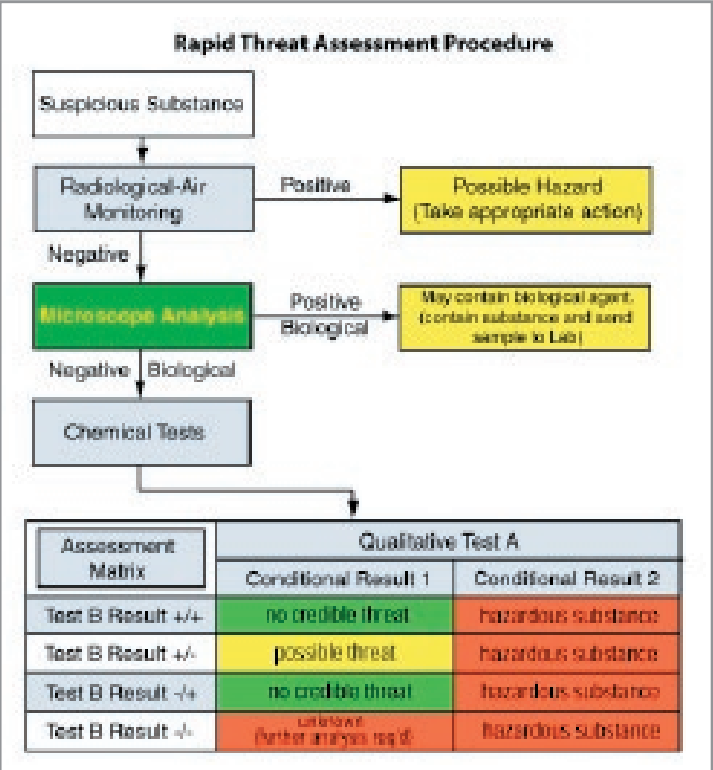 Rapid Threat Assessment Procedure
Suspicious Substance
Radiological-Air
Monitoring
Positive
Possible Hazard
(Take appropriate action)
Negative
Microscope Analysis
Positive
Biological
May contain biological agent.
(contain substance and send
sample to Lab)
Negative Biological
Chemical Tests
Assessment
Matrix
Qualitative Test A
Conditional Result 1
Conditional Result 2
Test B Result +/+
no credible threat
hazardous substance
Test B Result +/-
possible threat
hazardous substance
Test B Result -/+
no credible threat
hazardous substance
Test B Result -/-
unknown
(further analysis req'd)
hazardous substance